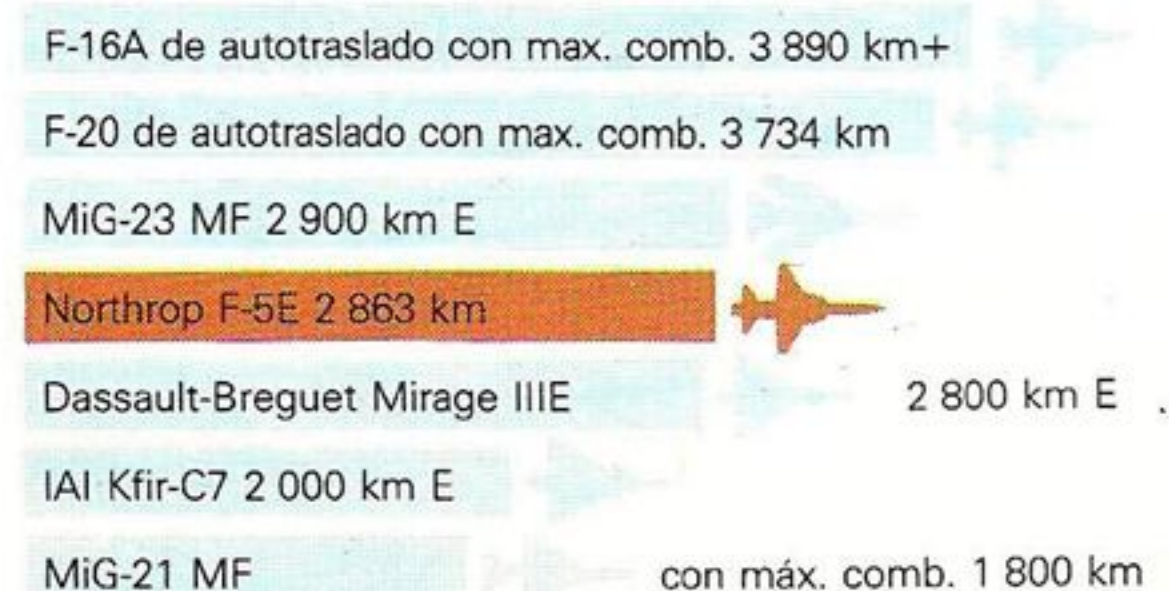 F-16A de autotraslado con max. comb. 3 890 km+
F-20 de autotraslado con max. comb. 3 734 km
MiG-23 MF 2 900 km E
Northrop F-5E 2 863 km
Dassault-Breguet Mirage IIIE 2 800 km E
IAI Kfir-C7 2 000 km E
MiG-21 MF con máx. comb. 1 800 km